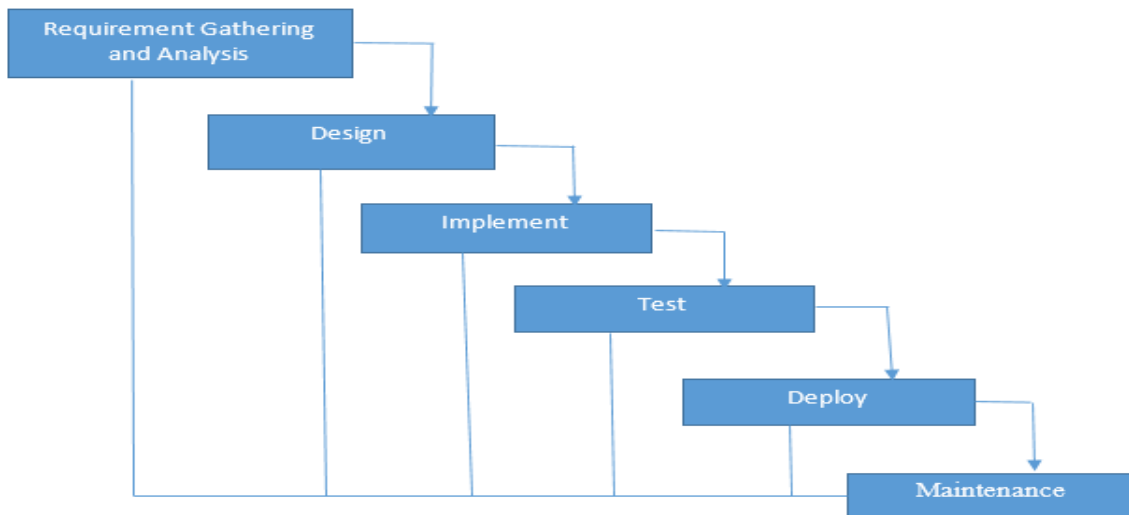 Requirement Gathering
and Analysis
Design
Implement
Test
Deploy
Maintenance